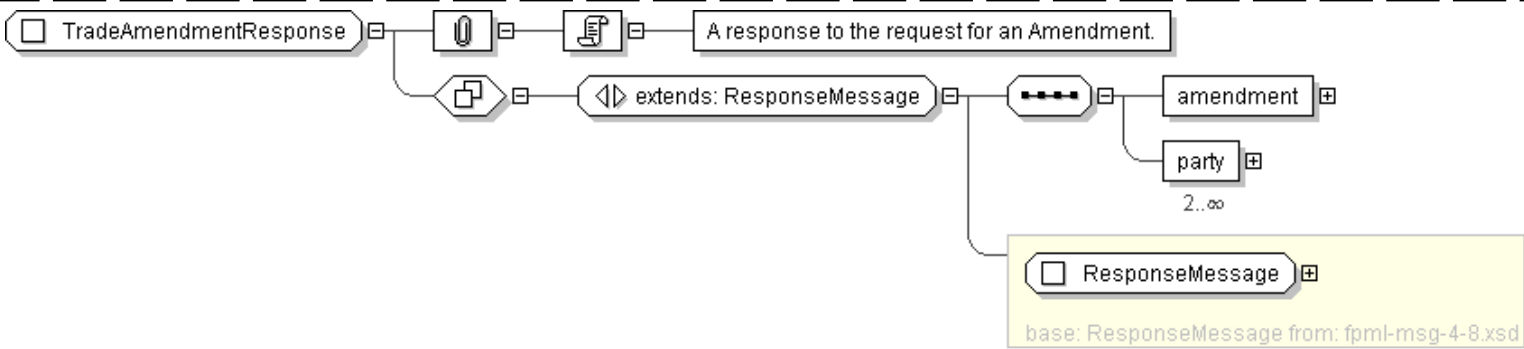 TradeAmendmentResponse
A response to the request for an Amendment.
extends: ResponseMessage
amendment
party
2..∞
ResponseMessage
base: ResponseMessage from: fpml-msg-4-8.xsd